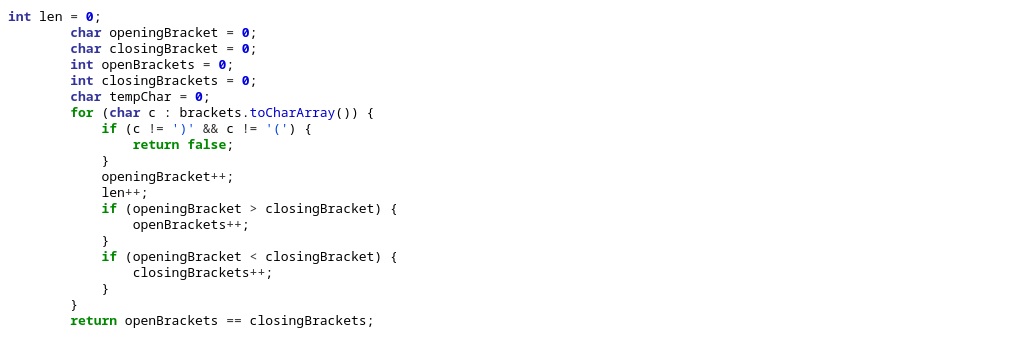 int len = 0;
        char openingBracket = 0;
        char closingBracket = 0;
        int openBrackets = 0;
        int closingBrackets = 0;
        char tempChar = 0;
        for (char c : brackets.toCharArray()) {
            if (c != ')' && c != '(') {
                return false;
            }
            openingBracket++;
            len++;
            if (openingBracket > closingBracket) {
                openBrackets++;
            }
            if (openingBracket < closingBracket) {
                closingBrackets++;
            }
        }
        return openBrackets == closingBrackets;